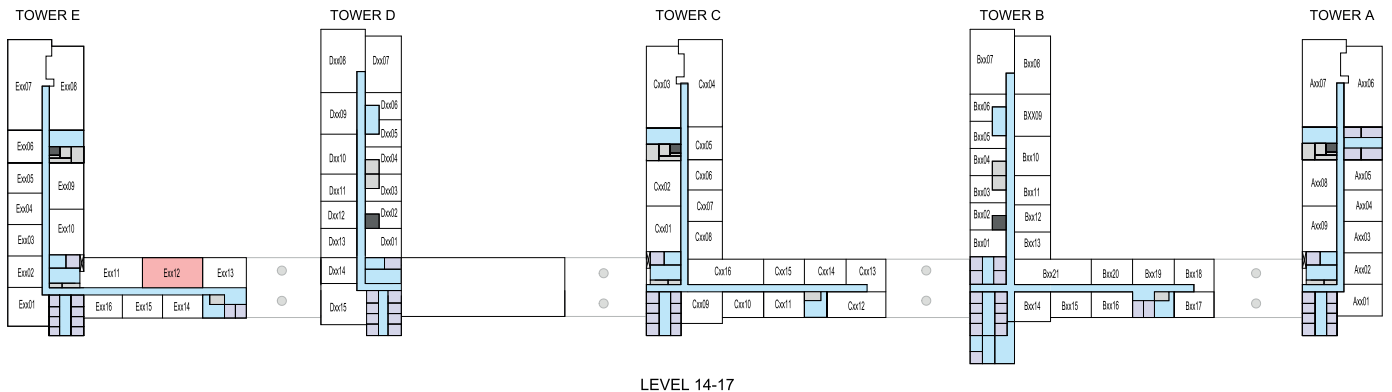 TOWER E
TOWER D
TOWER C
TOWER B
TOWER A
Exx07
Exx08
Exx06
Exx05
Exx09
Exx04
Exx10
Exx03
Exx02
Exx11
Exx12
Exx13
Exx01
Exx16
Exx15
Exx14
Dxx08
Dxx07
Dxx06
Dxx09
Dxx05
Dxx10
Dxx04
Dxx11
Dxx03
Dxx12
Dxx02
Dxx13
Dxx01
Dxx14
Dxx15
Cxx03
Cxx04
Cxx05
Cxx02
Cxx06
Cxx07
Cxx01
Cxx08
Cxx16
Cxx15
Cxx14
Cxx13
Cxx09
Cxx10
Cxx11
Cxx12
Bxx07
Bxx08
Bxx06
BXX09
Bxx05
Bxx04
Bxx10
Bxx03
Bxx11
Bxx02
Bxx12
Bxx01
Bxx13
Bxx21
Bxx20
Bxx19
Bxx18
Bxx14
Bxx15
Bxx16
Bxx17
Axx07
Axx06
Axx08
Axx05
Axx04
Axx09
Axx03
Axx02
Axx01
LEVEL 14-17